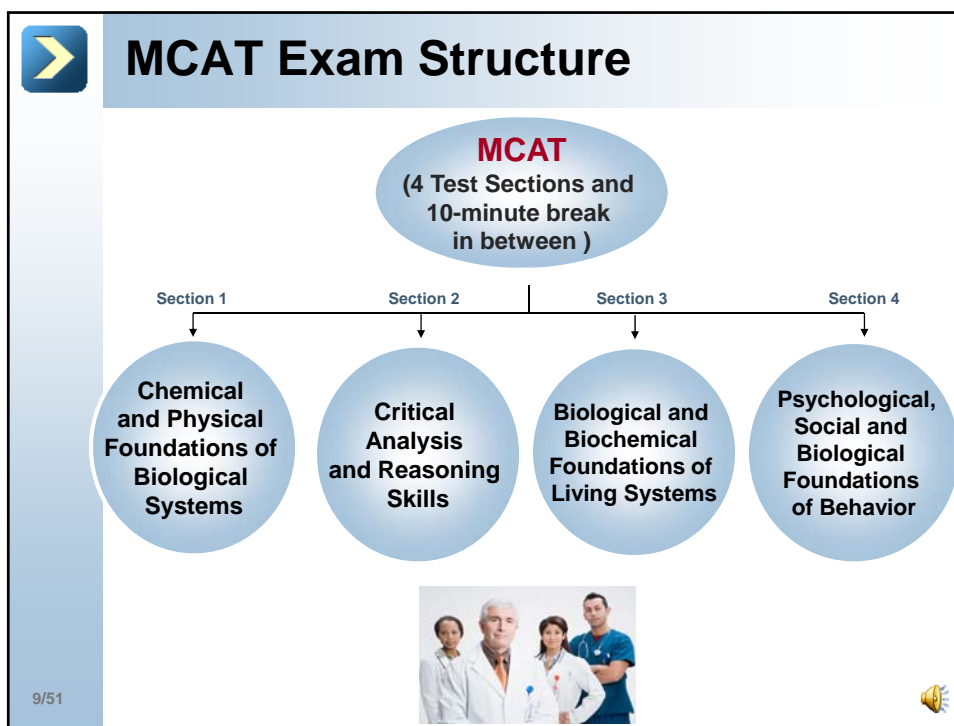 MCAT Exam Structure
MCAT
(4 Test Sections and
10-minute break
in between )
Section 1
Section 2
Section 3
Section 4
Chemical
and Physical
Foundations of
Biological
Systems
Critical
Analysis
and Reasoning
Skills
Biological and
Biochemical
Foundations of
Living Systems
Psychological,
Social and
Biological
Foundations
of Behavior
9/51